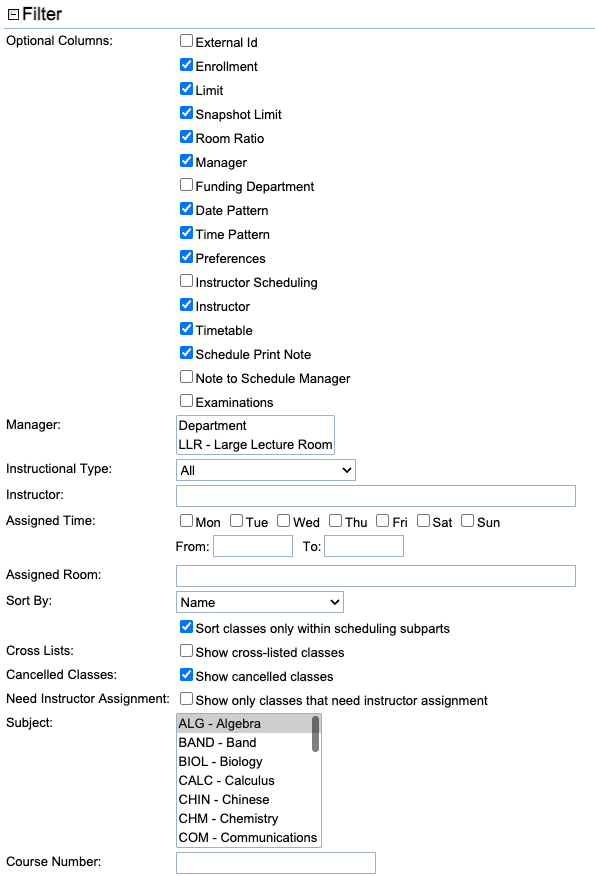 Filter
Optional Columns: External Id
Enrollment
Limit
Snapshot Limit
Room Ratio
Manager
Funding Department
Date Pattern
Time Pattern
Preferences
Instructor Scheduling
Instructor
Timetable
Schedule Print Note
Note to Schedule Manager
Examinations
Manager: Department
LLR - Large Lecture Room
Instructional Type: All
Instructor:
Assigned Time: Mon Tue Wed Thu Fri Sat Sun
From: To:
Assigned Room:
Sort By: Name
Sort classes only within scheduling subparts
Cross Lists: Show cross-listed classes
Cancelled Classes: Show cancelled classes
Need Instructor Assignment: Show only classes that need instructor assignment
Subject: ALG - Algebra
BAND - Band
BIOL - Biology
CALC - Calculus
CHIN - Chinese
CHM - Chemistry
COM - Communications
Course Number: